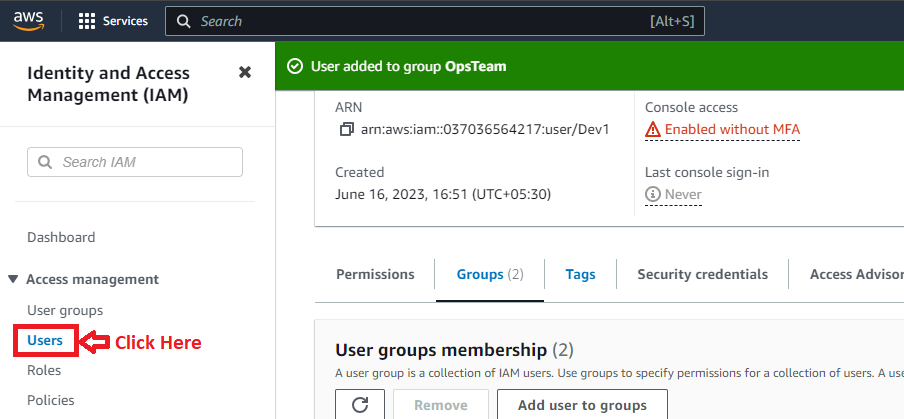 aws
Services
Search
[Alt+S]
Identity and Access
Management (IAM)
Search IAM
Dashboard
Access management
User groups
Users
Click Here
Roles
Policies
User added to group OpsTeam
ARN
arn:aws:iam::037036564217:user/Dev1
Console access
Enabled without MFA
Created
June 16, 2023, 16:51 (UTC+05:30)
Last console sign-in
Never
Permissions
Groups (2)
Tags
Security credentials
Access Advisor
User groups membership (2)
A user group is a collection of IAM users. Use groups to specify permissions for a collection of users. A use
Remove
Add user to groups